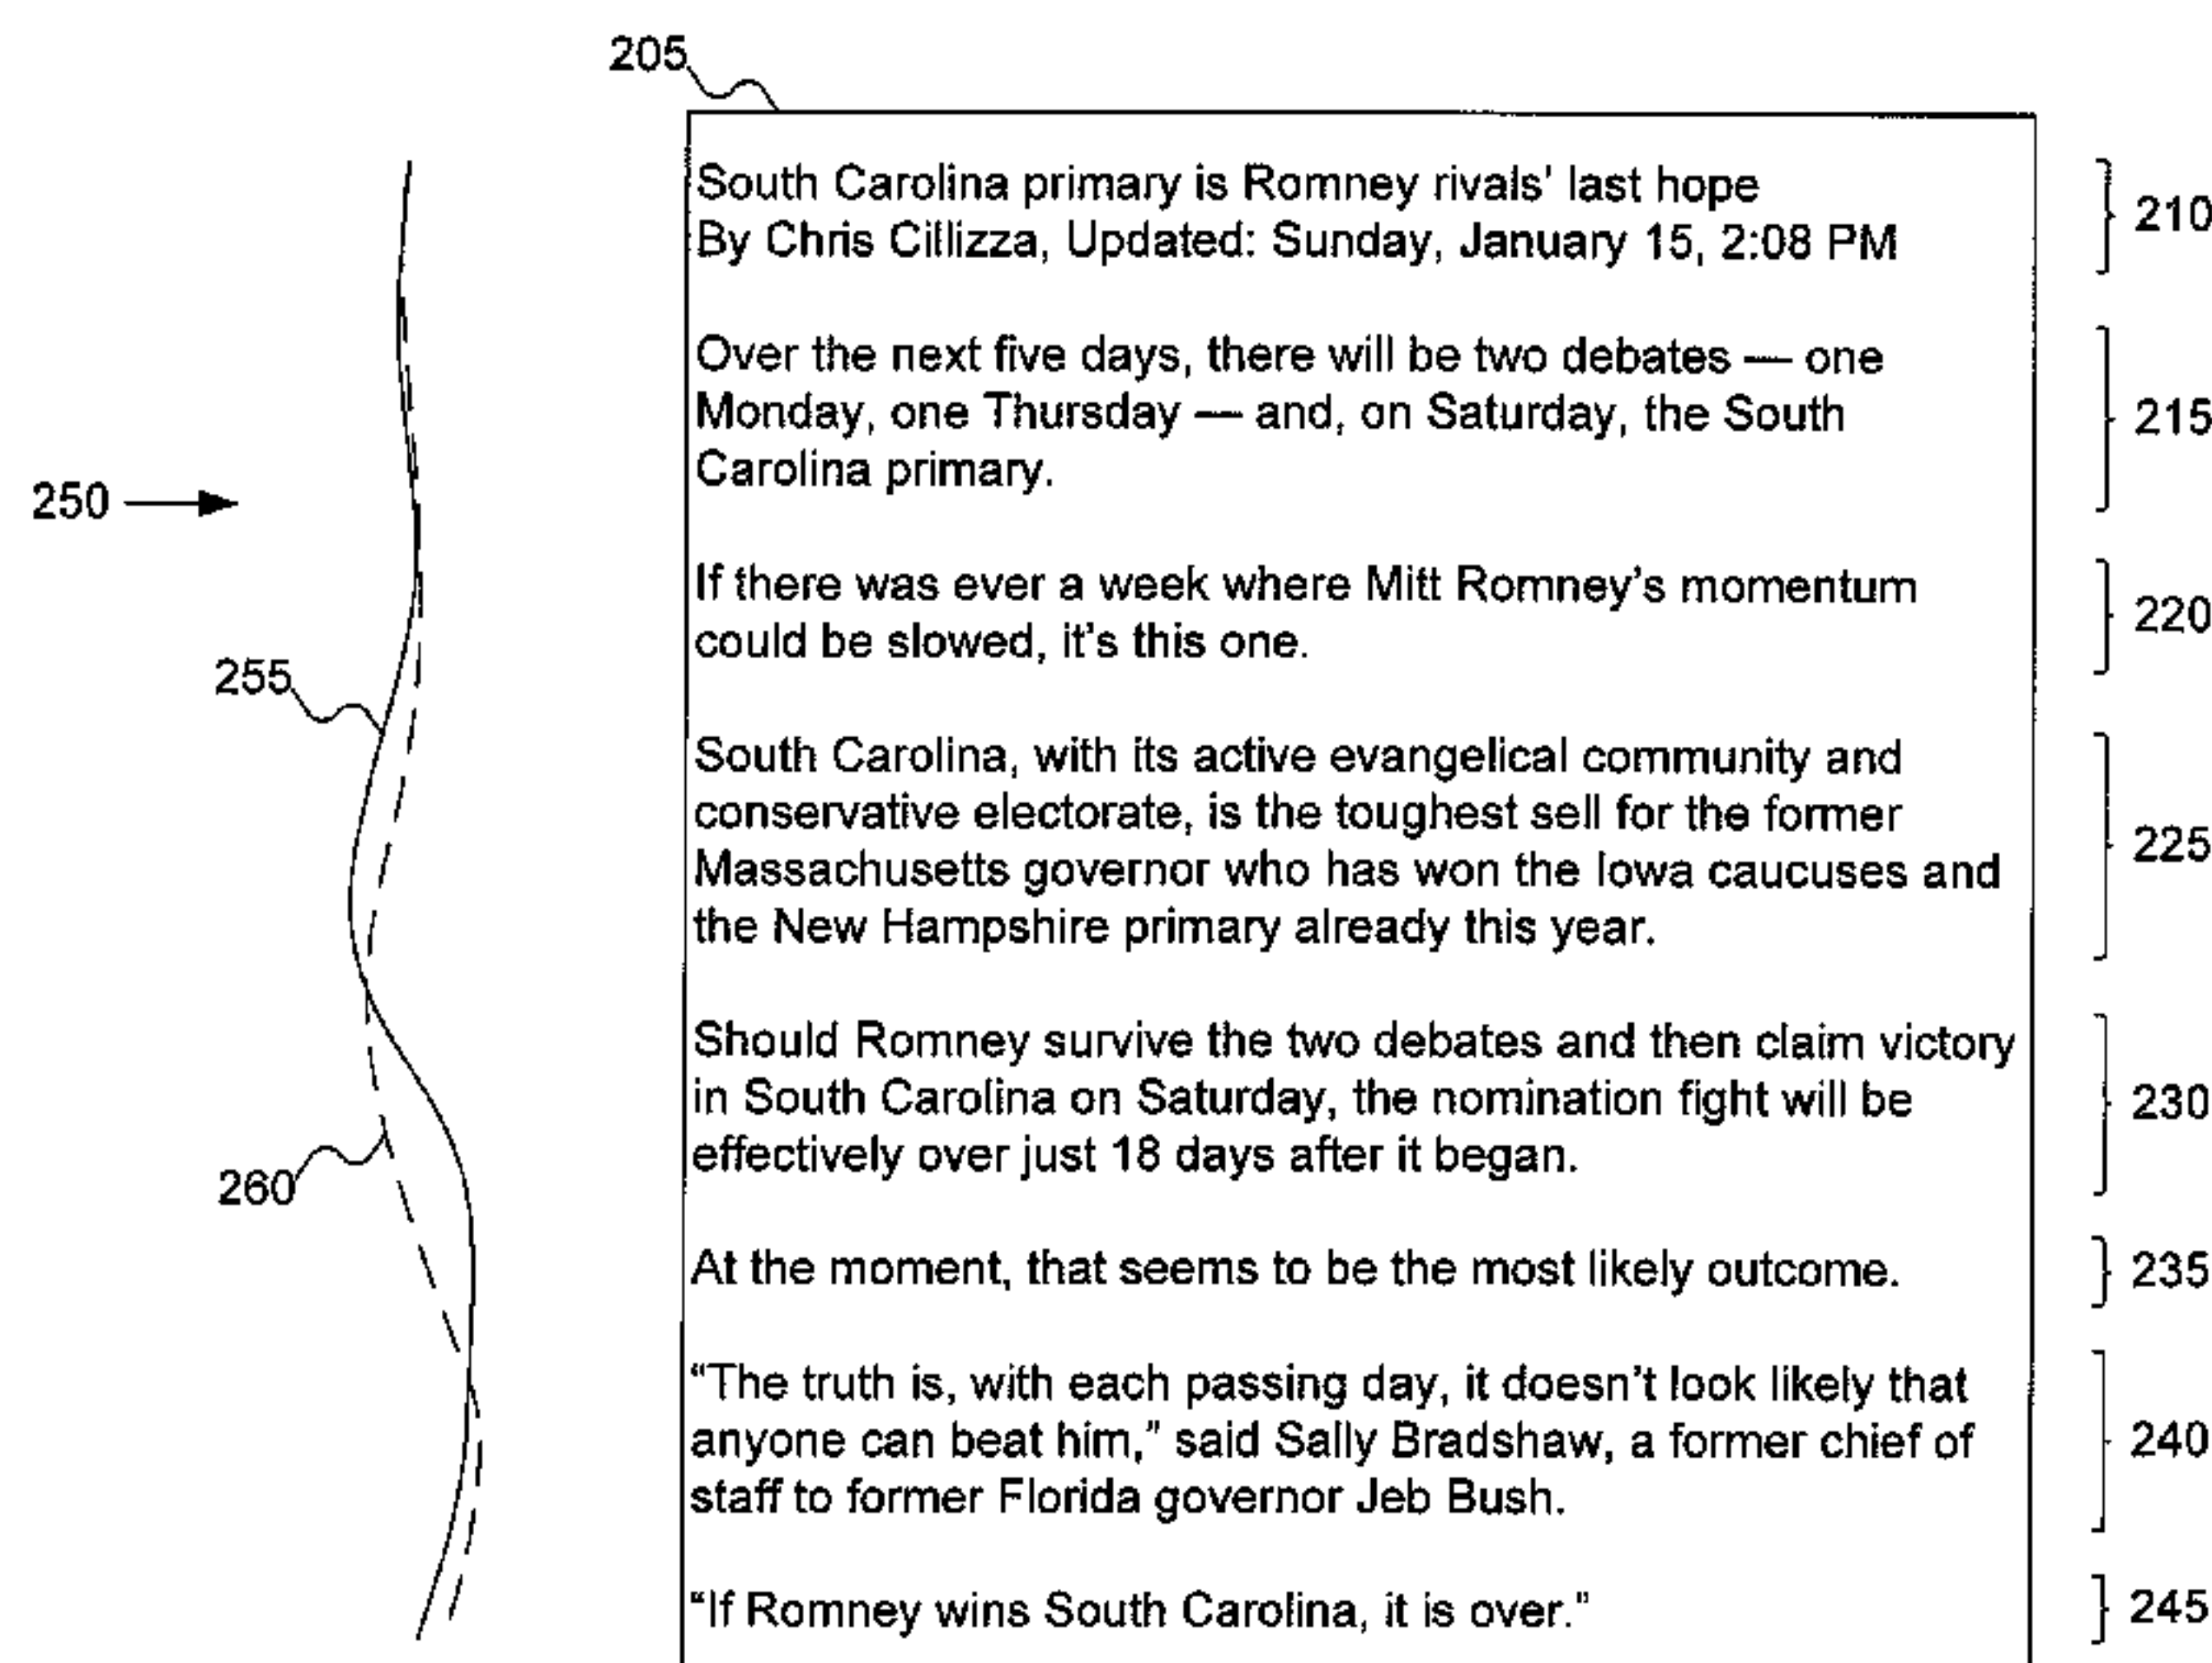 205
South Carolina primary is Romney rivals' last hope
By Chris Cillizza, Updated: Sunday, January 15, 2:08 PM
210
Over the next five days, there will be two debates — one
Monday, one Thursday — and, on Saturday, the South
Carolina primary.
215
250
If there was ever a week where Mitt Romney's momentum
could be slowed, it's this one.
220
255
South Carolina, with its active evangelical community and
conservative electorate, is the toughest sell for the former
Massachusetts governor who has won the Iowa caucuses and
the New Hampshire primary already this year.
225
Should Romney survive the two debates and then claim victory
in South Carolina on Saturday, the nomination fight will be
effectively over just 18 days after it began.
230
260
At the moment, that seems to be the most likely outcome.
235
“The truth is, with each passing day, it doesn't look likely that
anyone can beat him,” said Sally Bradshaw, a former chief of
staff to former Florida governor Jeb Bush.
240
“If Romney wins South Carolina, it is over.”
245